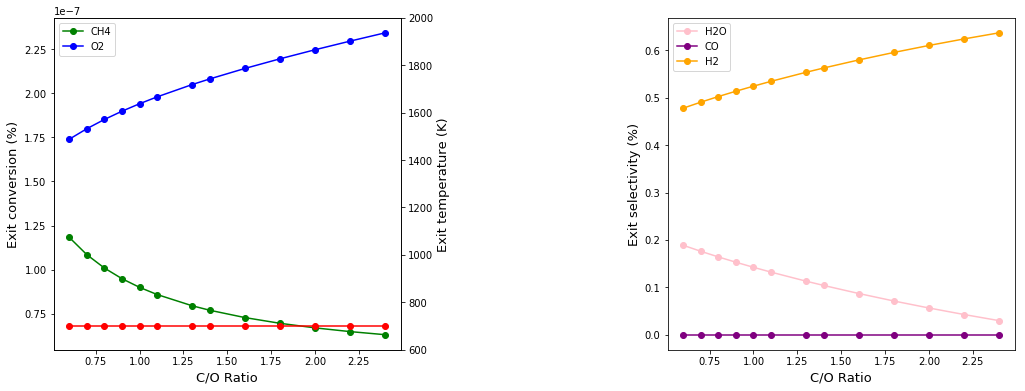 1e−7
Exit conversion (%)
2.25
2.00
1.75
1.50
1.25
1.00
0.75
CH4
O2
2000
1800
1600
1400
1200
1000
800
600
Exit temperature (K)
0.75 1.00 1.25 1.50 1.75 2.00 2.25
C/O Ratio
Exit selectivity (%)
0.6
0.5
0.4
0.3
0.2
0.1
0.0
H2O
CO
H2
0.75 1.00 1.25 1.50 1.75 2.00 2.25
C/O Ratio